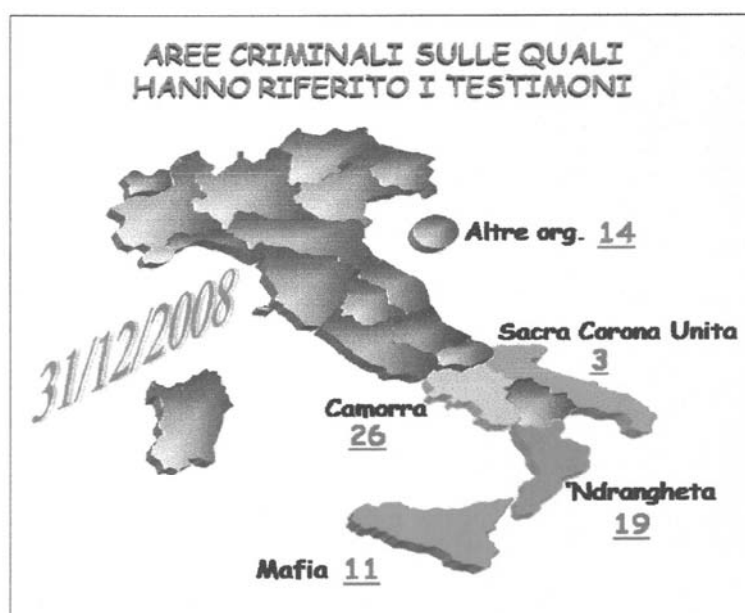 AREE CRIMINALI SULLE QUALI
HANNO RIFERITO I TESTIMONI
Altre org. 14
31/12/2008
Sacra Corona Unita
3
Camorra
26
'Ndrangheta
19
Mafia 11